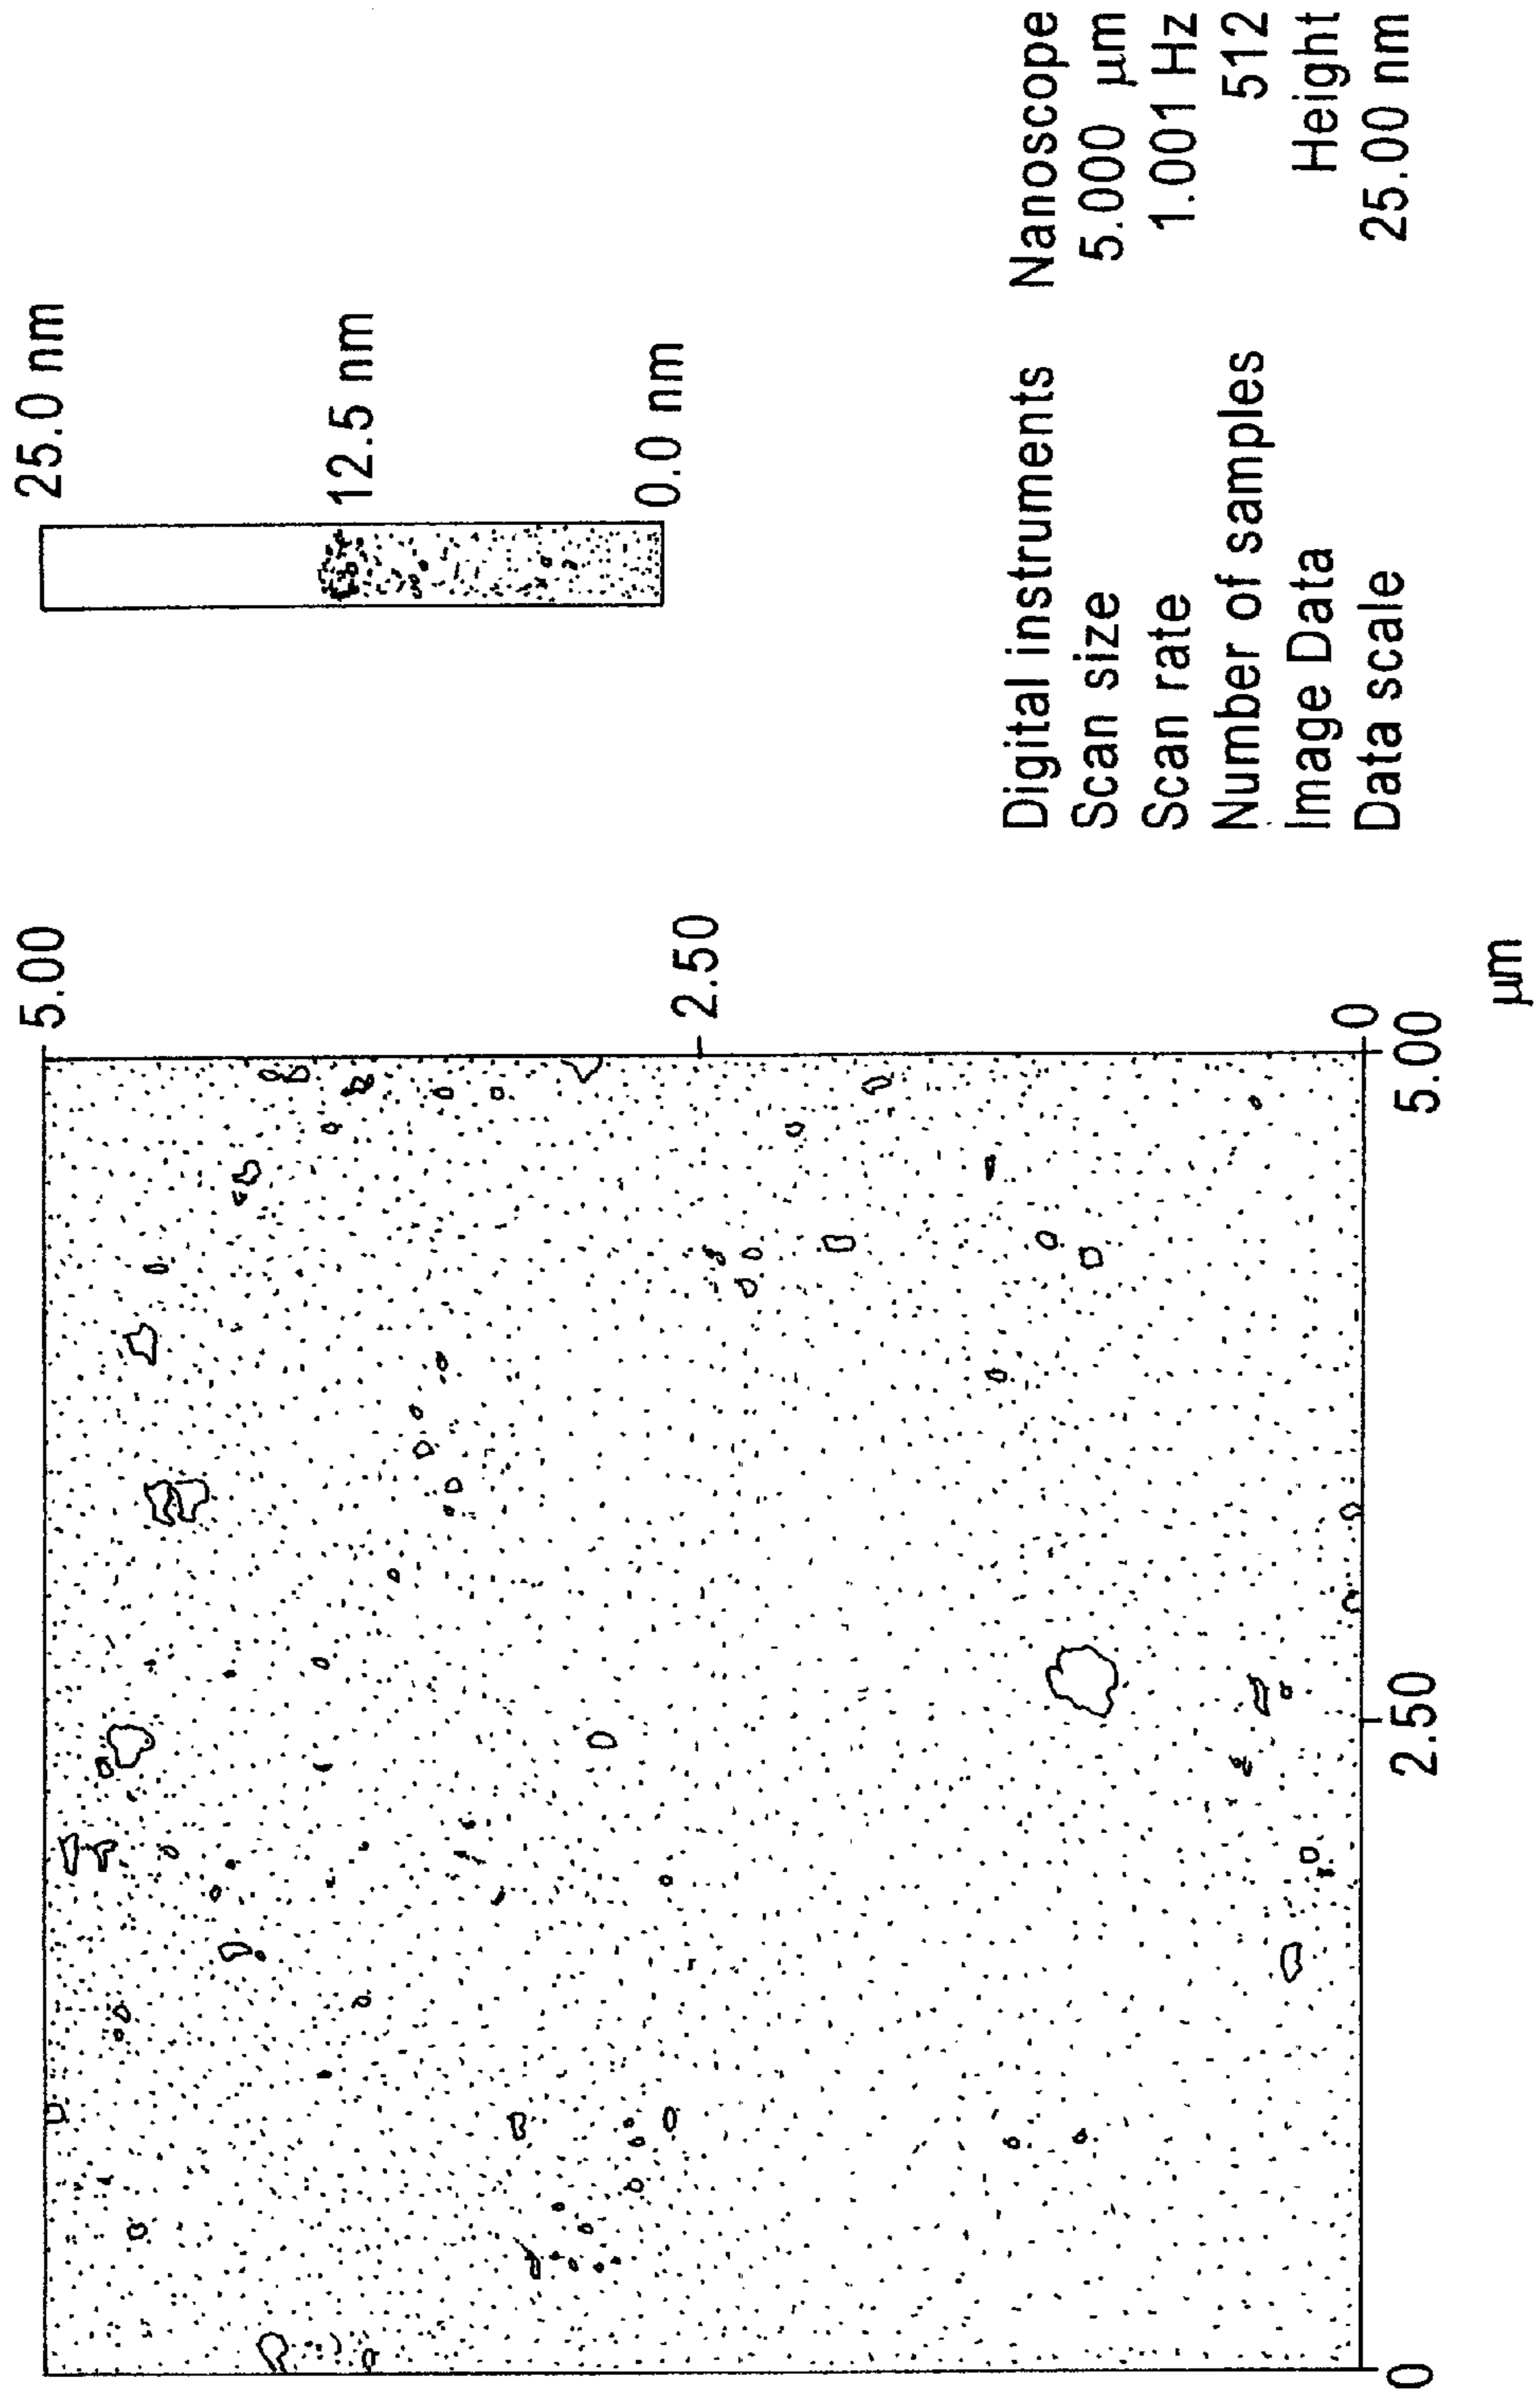 25.0 nm
12.5 nm
0.0 nm
5.00
2.50
0
0
2.50
5.00
μm
Digital instruments Nanoscope
Scan size 5.000 μm
Scan rate 1.001 Hz
Number of samples 512
Image Data Height
Data scale 25.00 nm